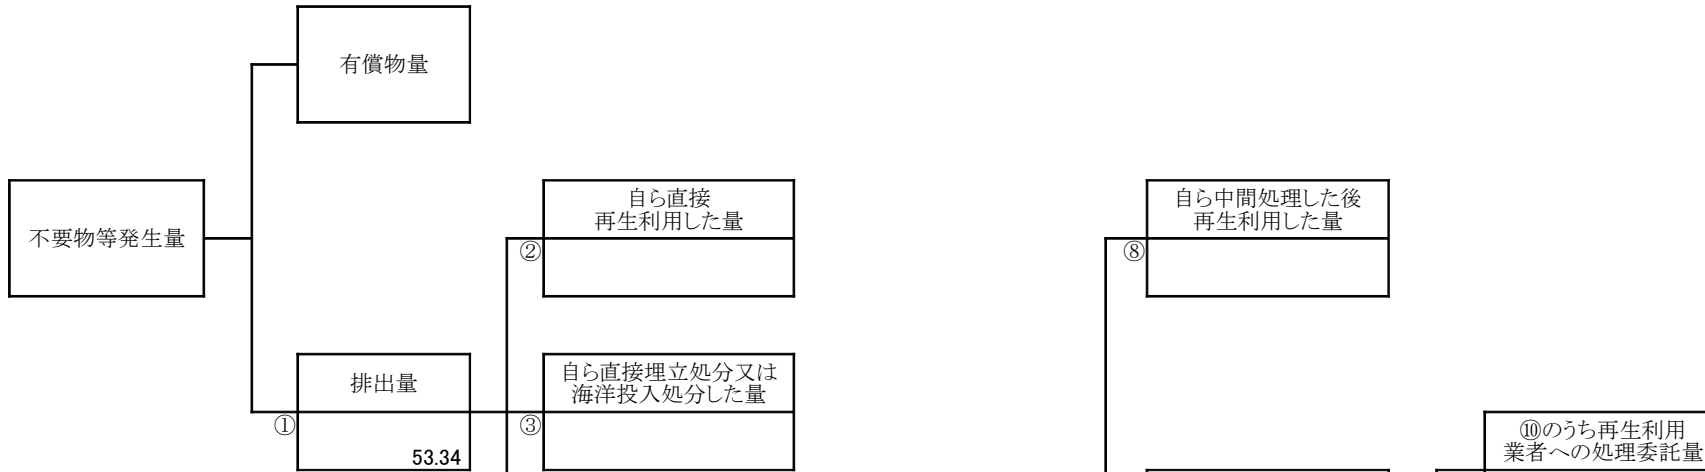 有償物量
不要物等発生量
自ら直接
再生利用した量
②
自ら中間処理した後
再生利用した量
⑧
排出量
①
53.34
自ら直接埋立処分又は
海洋投入処分した量
③
⑩のうち再生利用
業者への処理委託量